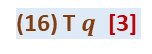 (16) T q [3]